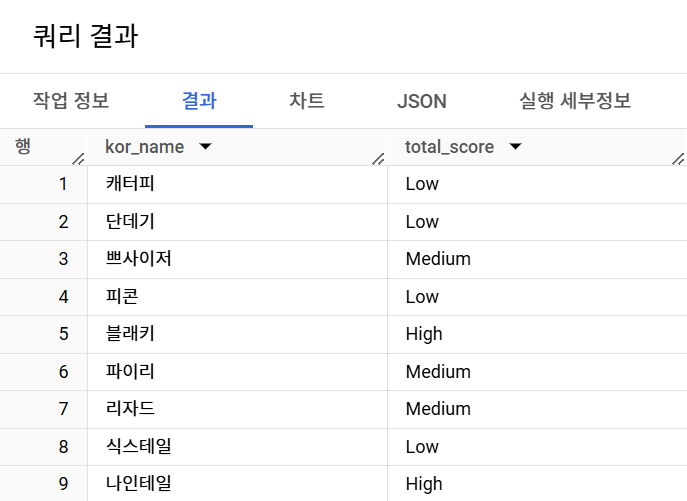 쿼리 결과
작업 정보 결과 차트 JSON 실행 세부정보
행 kor_name total_score
1 캐터피 Low
2 단데기 Low
3 쁘사이저 Medium
4 피콘 Low
5 블래키 High
6 파이리 Medium
7 리자드 Medium
8 식스테일 Low
9 나인테일 High